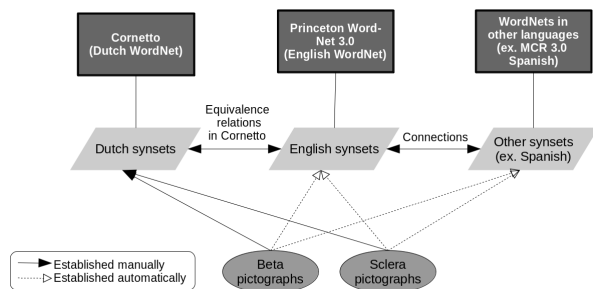 Cornetto
(Dutch WordNet)
Princeton Word-
Net 3.0
(English WordNet)
WordNets in
other languages
(ex. MCR 3.0
Spanish)
Equivalence
relations
in Cornetto
Connections
Dutch synsets
English synsets
Other synsets
(ex. Spanish)
Beta
pictographs
Sclera
pictographs
Established manually
Established automatically